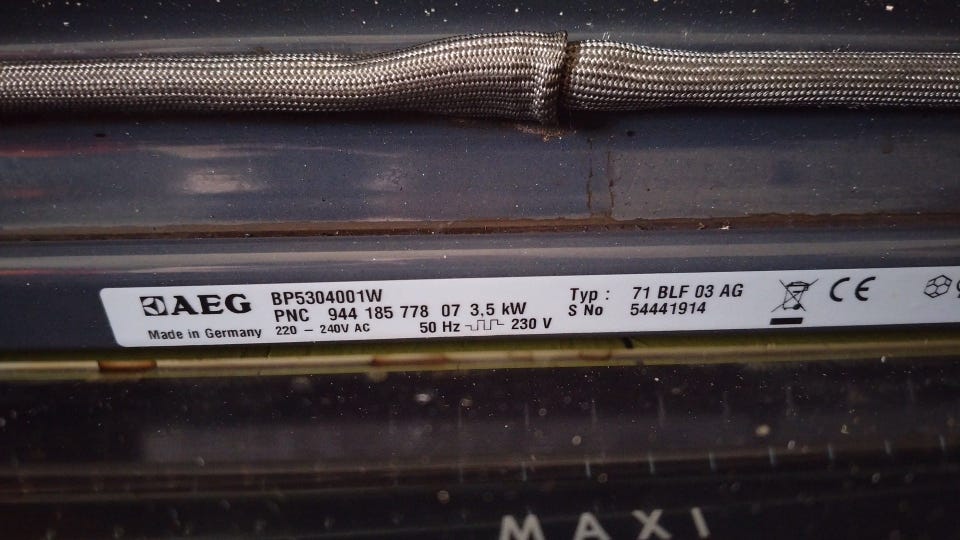 AEG BP5304001W Typ : 71 BLF 03 AG
PNC 944 185 778 07 3,5 kW S No 54441914
Made in Germany 220 – 240V AC 50 Hz 230 V
CE
MAXI